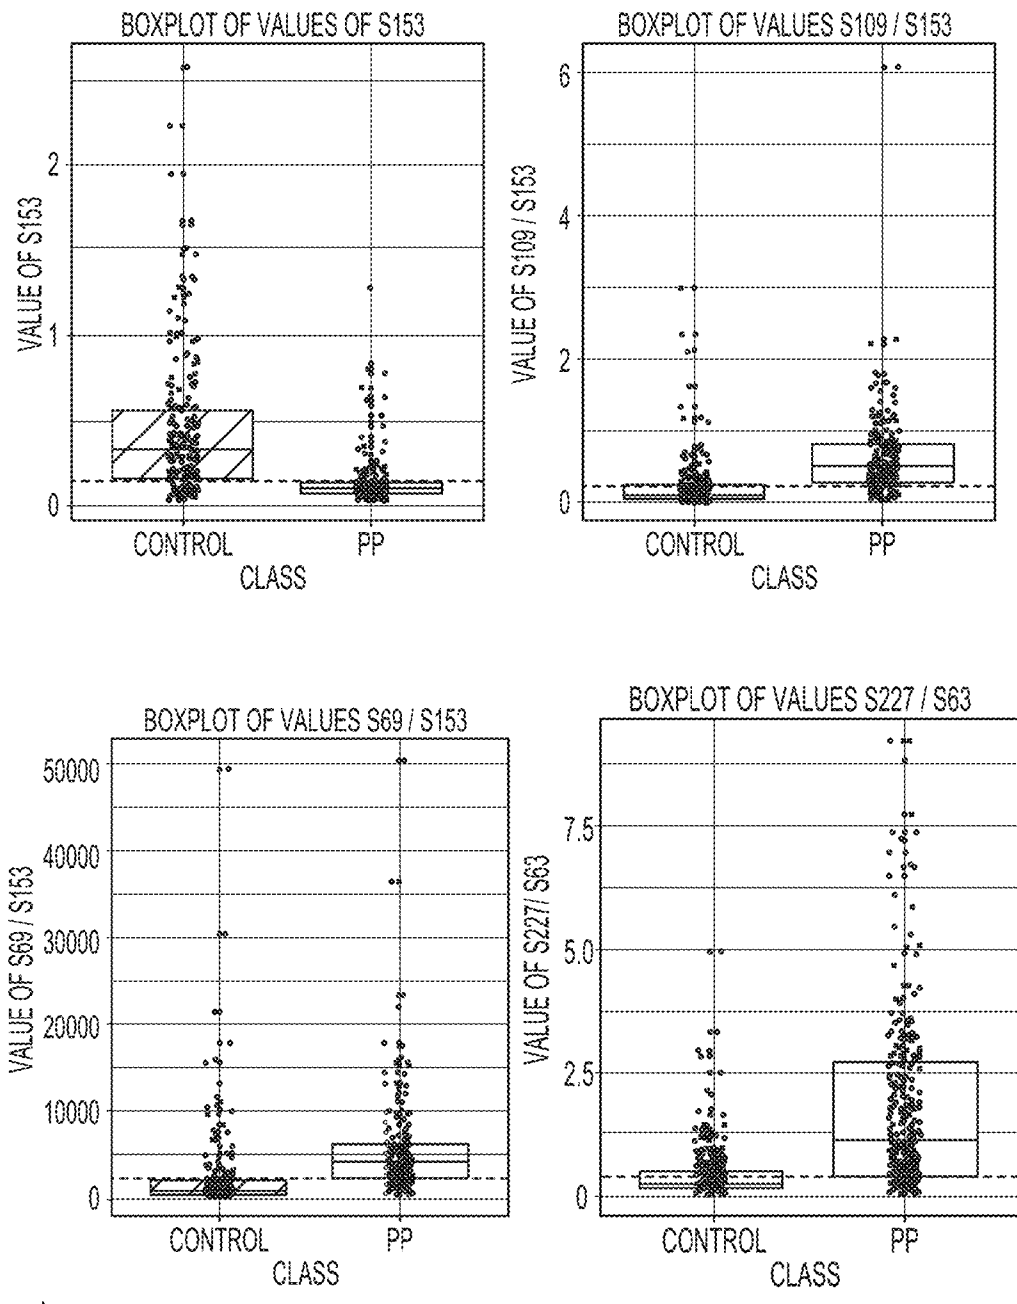 BOXPLOT OF VALUES OF S153
VALUE OF S153
2
1
0
CONTROL PP
CLASS
BOXPLOT OF VALUES S109 / S153
VALUE OF S109 / S153
6
4
2
0
CONTROL PP
CLASS
BOXPLOT OF VALUES S69 / S153
VALUE OF S69 / S153
50000
40000
30000
20000
10000
0
CONTROL PP
CLASS
BOXPLOT OF VALUES S227 / S63
VALUE OF S227/ S63
7.5
5.0
2.5
0
CONTROL PP
CLASS